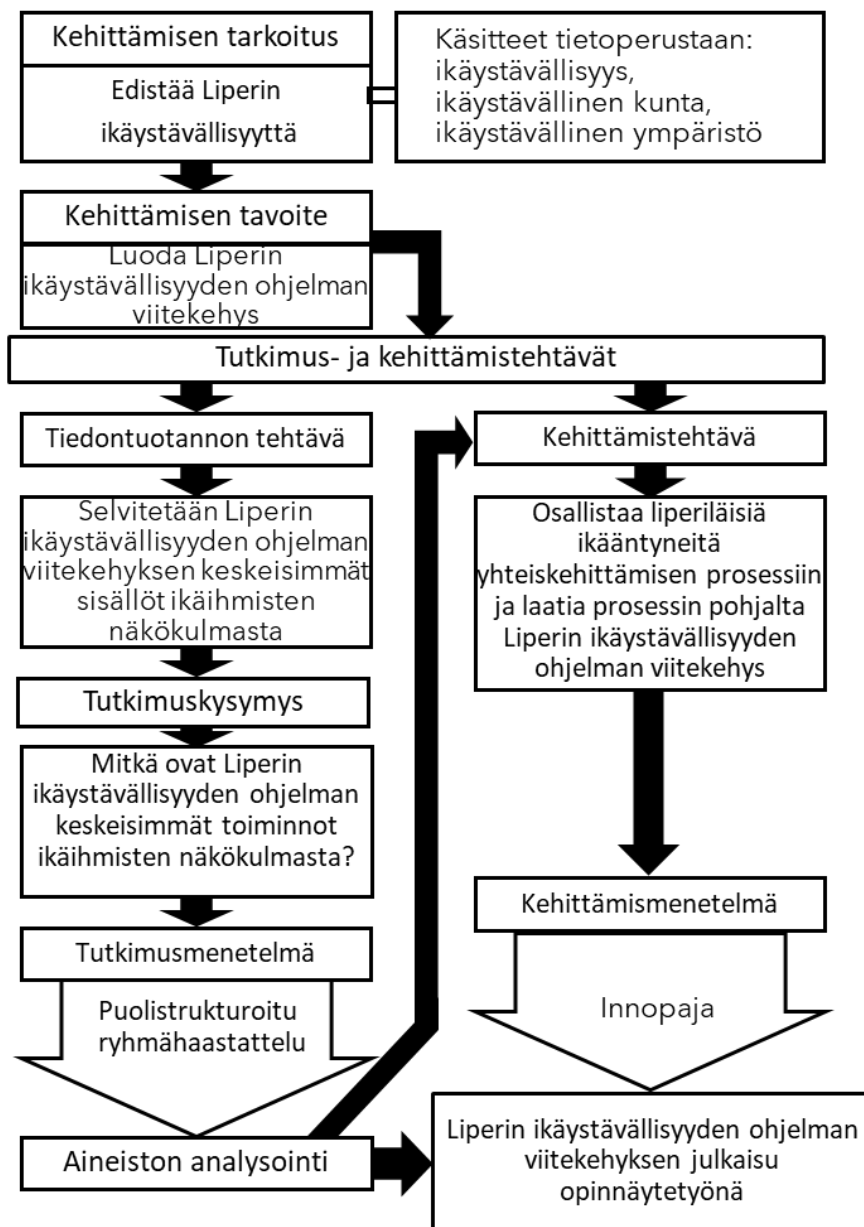 Kehittämisen tarkoitus
Edistää Liperin
ikäystävällisyyttä
Käsitteet tietoperustaan:
ikäystävällisyys,
ikäystävällinen kunta,
ikäystävällinen ympäristö
Kehittämisen tavoite
Luoda Liperin
ikäystävällisyyden ohjelman
viitekehys
Tutkimus- ja kehittämistehtävät
Tiedontuotannon tehtävä
Selvitetään Liperin
ikäystävällisyyden ohjelman
viitekehyksen keskeisimmät
sisällöt ikäihmisten
näkökulmasta
Tutkimuskysymys
Mitkä ovat Liperin
ikäystävällisyyden ohjelman
keskeisimmät toiminnot
ikäihmisten näkökulmasta?
Tutkimusmenetelmä
Puolistrukturoitu
ryhmähaastattelu
Aineiston analysointi
Kehittämistehtävä
Osallistaa liperiläisiä
ikääntyneitä
yhteiskehittämisen prosessiin
ja laatia prosessin pohjalta
Liperin ikäystävällisyyden
ohjelman viitekehys
Kehittämismenetelmä
Innopaja
Liperin ikäystävällisyyden ohjelman
viitekehyksen julkaisu
opinnäytetyönä